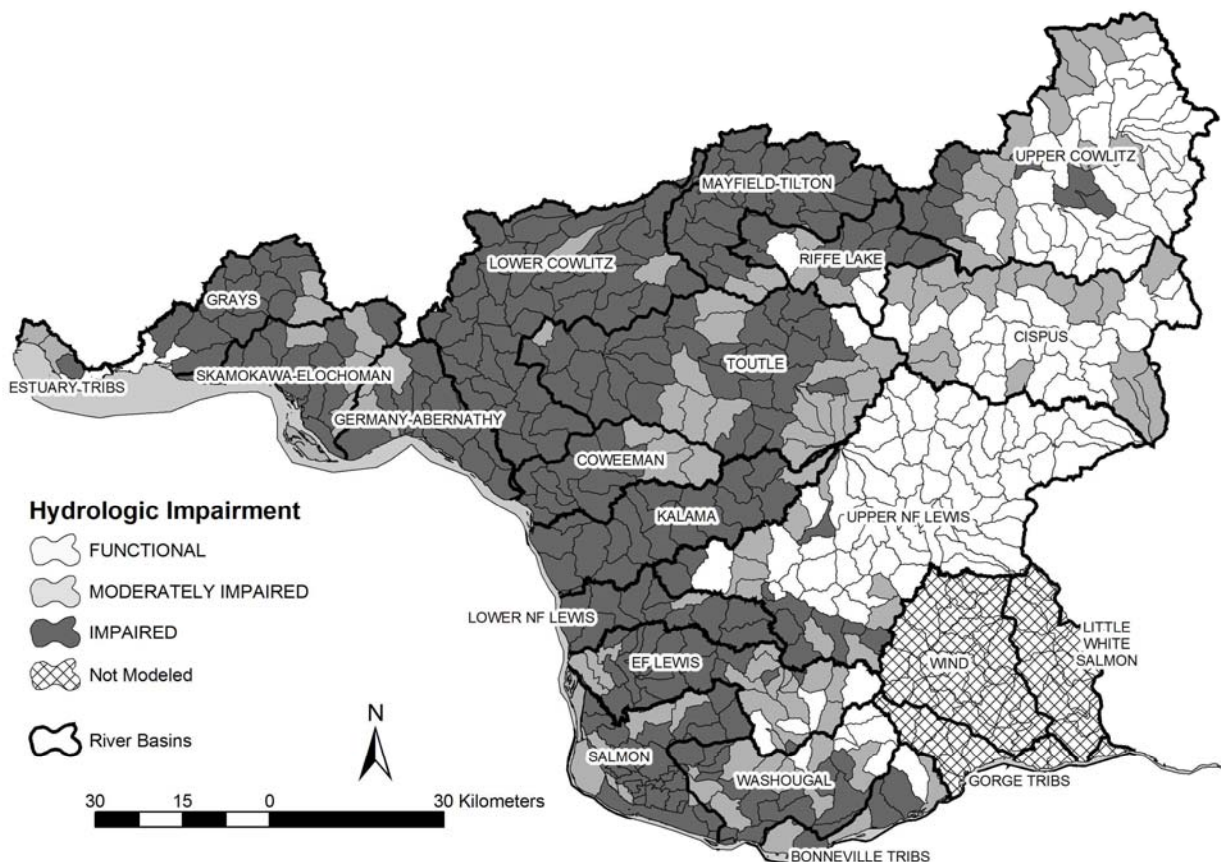 UPPER COWLITZ
MAYFIELD-TILTON
LOWER COWLITZ
RIFFE LAKE
GRAYS
CISPUS
TOUTLE
SKAMOKAWA-ELOCHOMAN
ESTUARY-TRIBS
GERMANY-ABERNATHY
COWEEMAN
KALAMA
UPPER NF LEWIS
Hydrologic Impairment
FUNCTIONAL
MODERATELY IMPAIRED
IMPAIRED
Not Modeled
River Basins
LOWER NF LEWIS
EF LEWIS
WIND
LITTLE
WHITE
SALMON
N
SALMON
WASHOUGAL
GORGE TRIBS
30 15 0 30 Kilometers
BONNEVILLE TRIBS